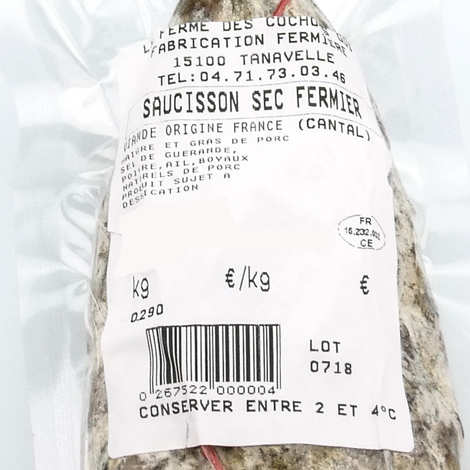 FERME DES COCHONS
FABRICATION FERMIERE
15100 TANAVELLE
TEL:04.71.73.03.46
SAUCISSON SEC FERMIER
VIANDE ORIGINE FRANCE (CANTAL)
MAIGRE ET GRAS DE PORC
SEL DE GUERANDE,
POIVRE,AIL,BOYAUX
NATURELS DE PORC
PRODUIT SUJET A
DESSICATION
FR
CE
kg €/kg €
0.290
LOT
0718
0 267522 000004
CONSERVER ENTRE 2 ET 4°C